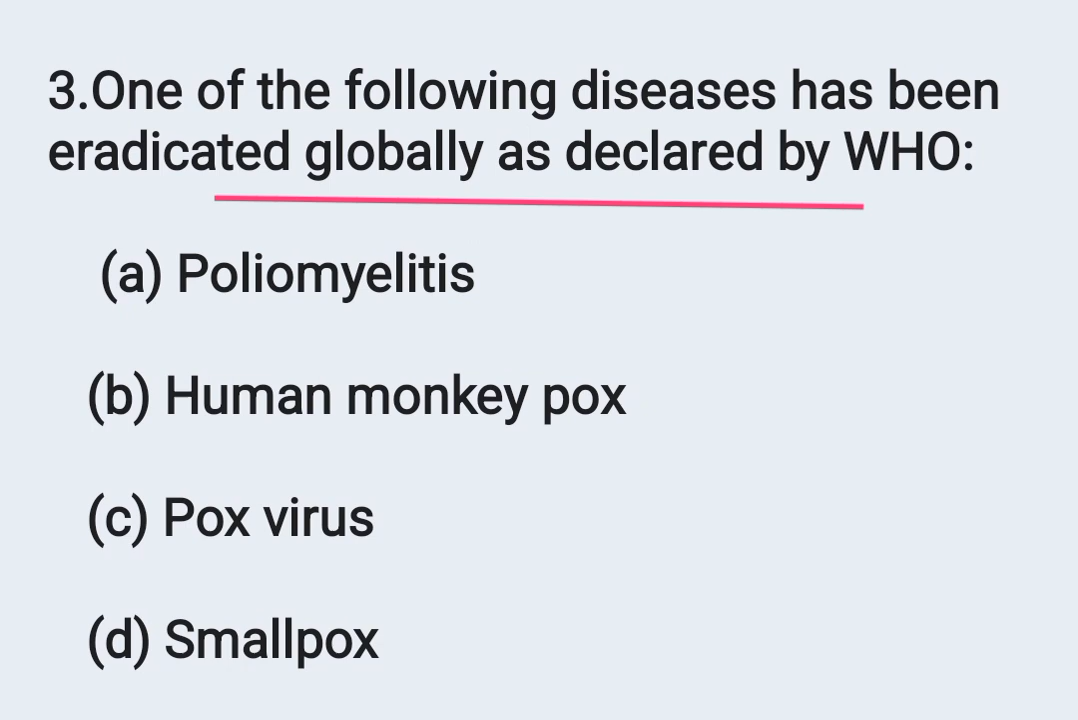 3.One of the following diseases has been
eradicated globally as declared by WHO:
(a) Poliomyelitis
(b) Human monkey pox
(c) Pox virus
(d) Smallpox